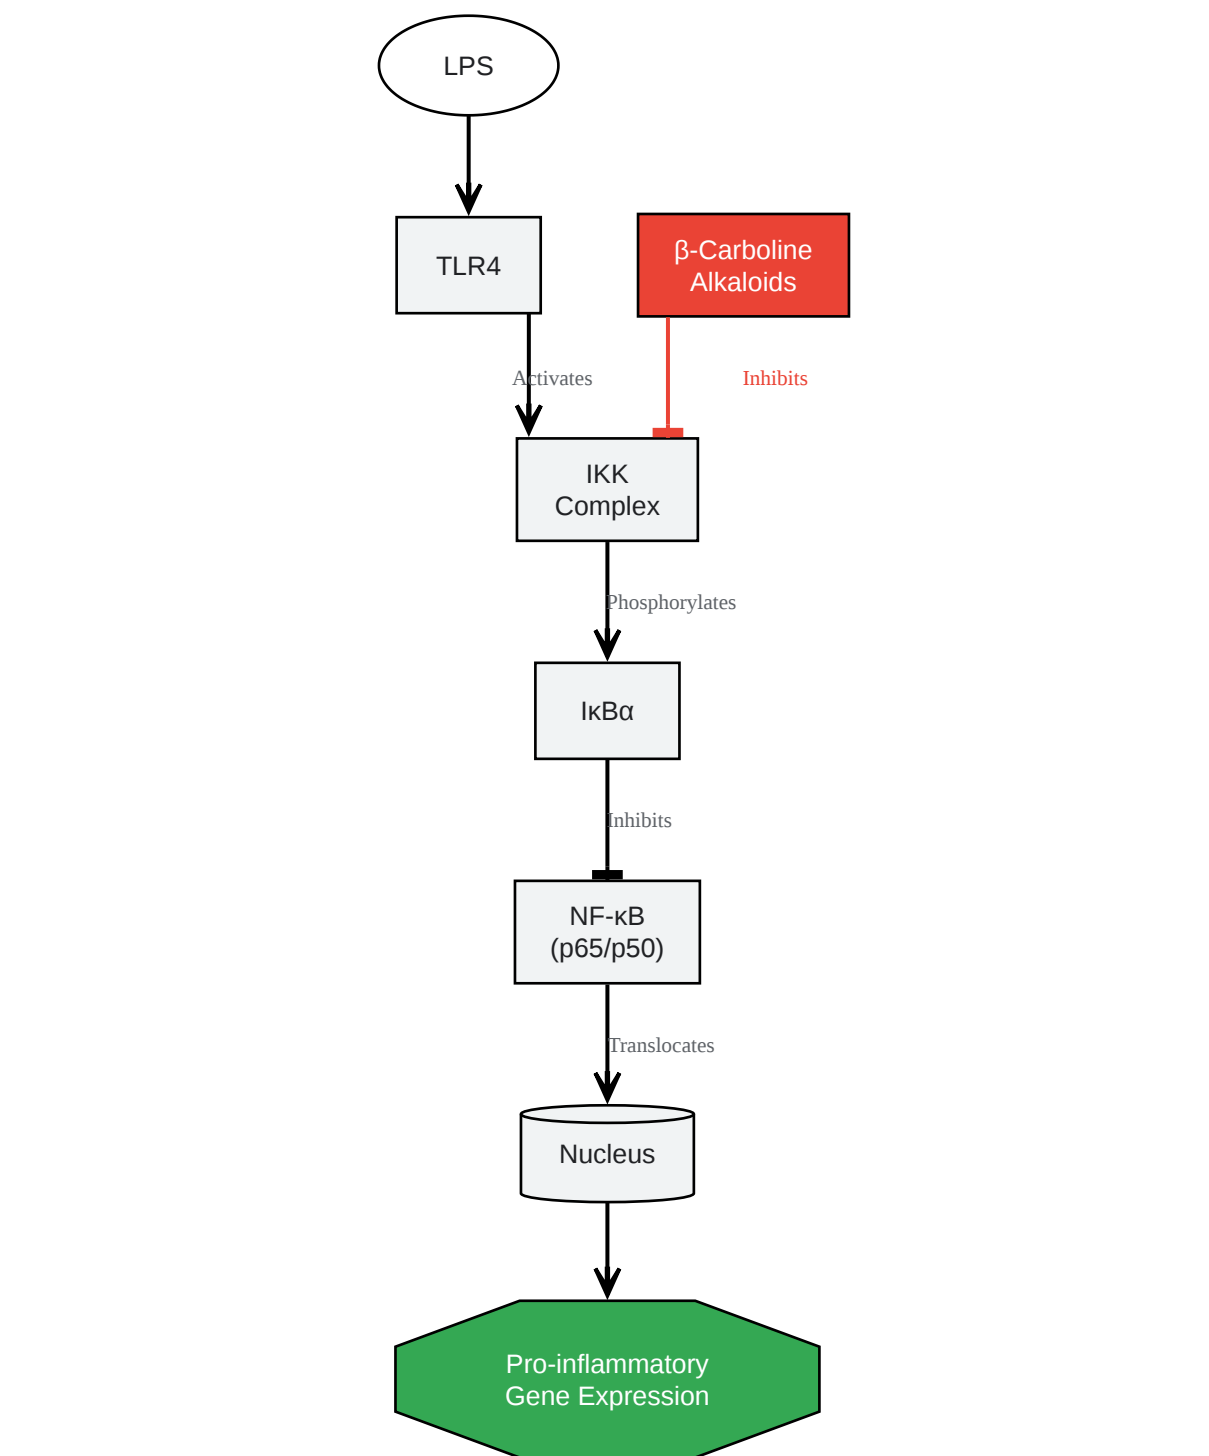 LPS
TLR4
β-Carboline
Alkaloids
Activates
Inhibits
IKK
Complex
Phosphorylates
IκBα
Inhibits
NF-κB
(p65/p50)
Translocates
Nucleus
Pro-inflammatory
Gene Expression